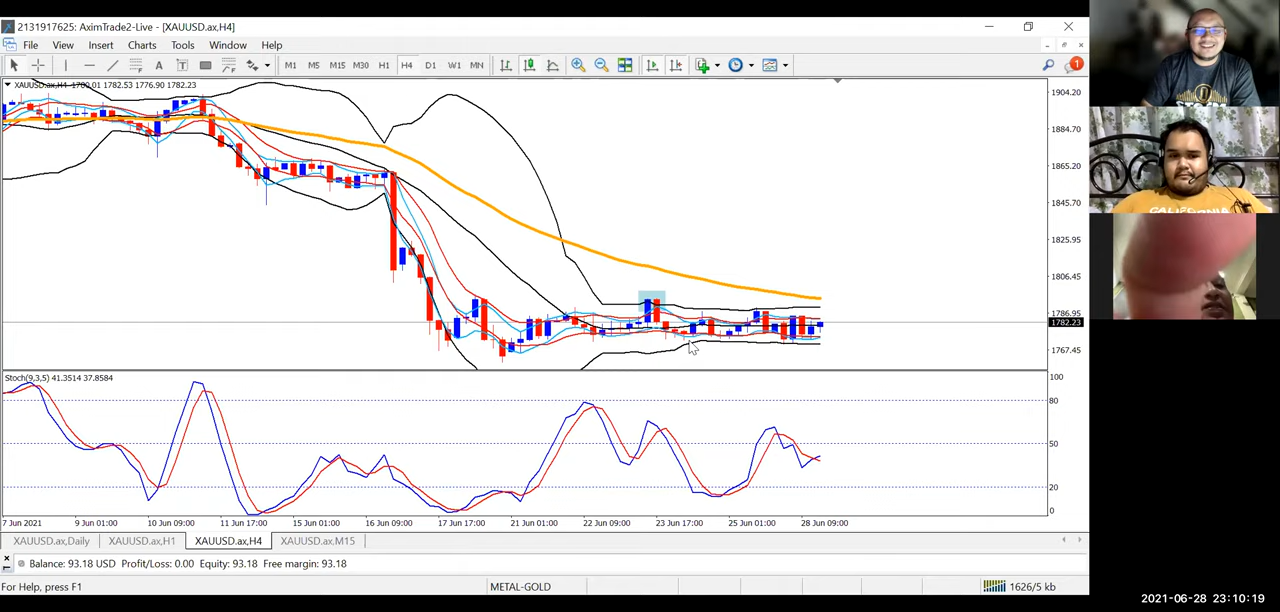 2131917625: AximTrade2-Live - [XAUUSD.ax,H4]
File View Insert Charts Tools Window Help
M1 M5 M15 M30 H1 H4 D1 W1 MN
1
XAUUSD.ax,H4 1780.01 1782.53 1776.90 1782.23
1904.20
1884.70
1865.20
1845.70
1825.95
1806.45
1786.95
1782.23
1767.45
Stoch(9,3,5) 41.3514 37.8584
100
80
50
20
0
7 Jun 2021 9 Jun 01:00 10 Jun 09:00 11 Jun 17:00 15 Jun 01:00 16 Jun 09:00 17 Jun 17:00 21 Jun 01:00 22 Jun 09:00 23 Jun 17:00 25 Jun 01:00 28 Jun 09:00
XAUUSD.ax,Daily XAUUSD.ax,H1 XAUUSD.ax,H4 XAUUSD.ax,M15
Balance: 93.18 USD Profit/Loss: 0.00 Equity: 93.18 Free margin: 93.18
For Help, press F1 METAL-GOLD 1626/5 kb
CALIFORNIA
2021-06-28 23:10:19